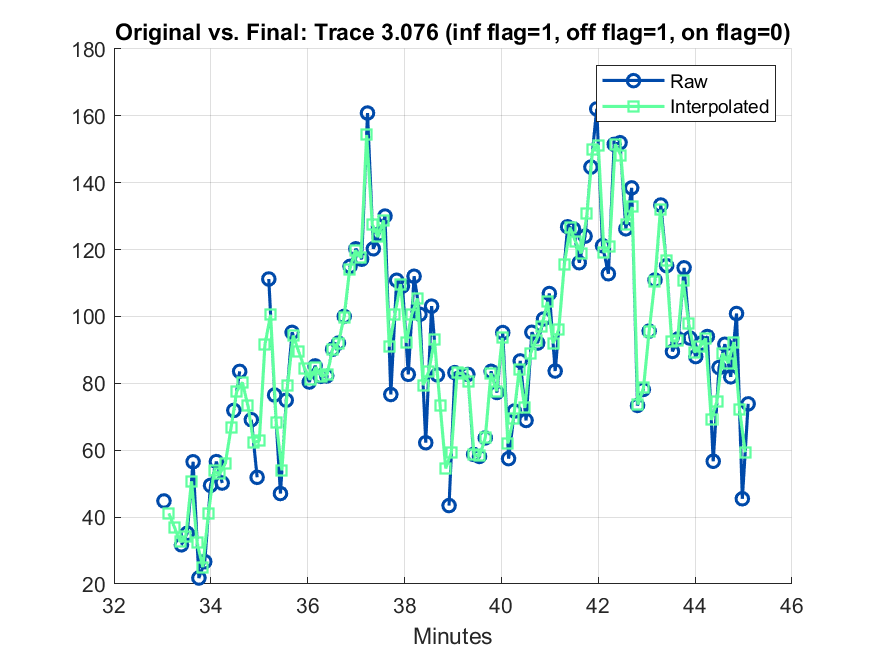 Original vs. Final: Trace 3.076 (inf flag=1, off flag=1, on flag=0)
180
160
140
120
100
80
60
40
20
Raw
Interpolated
32 34 36 38 40 42 44 46
Minutes